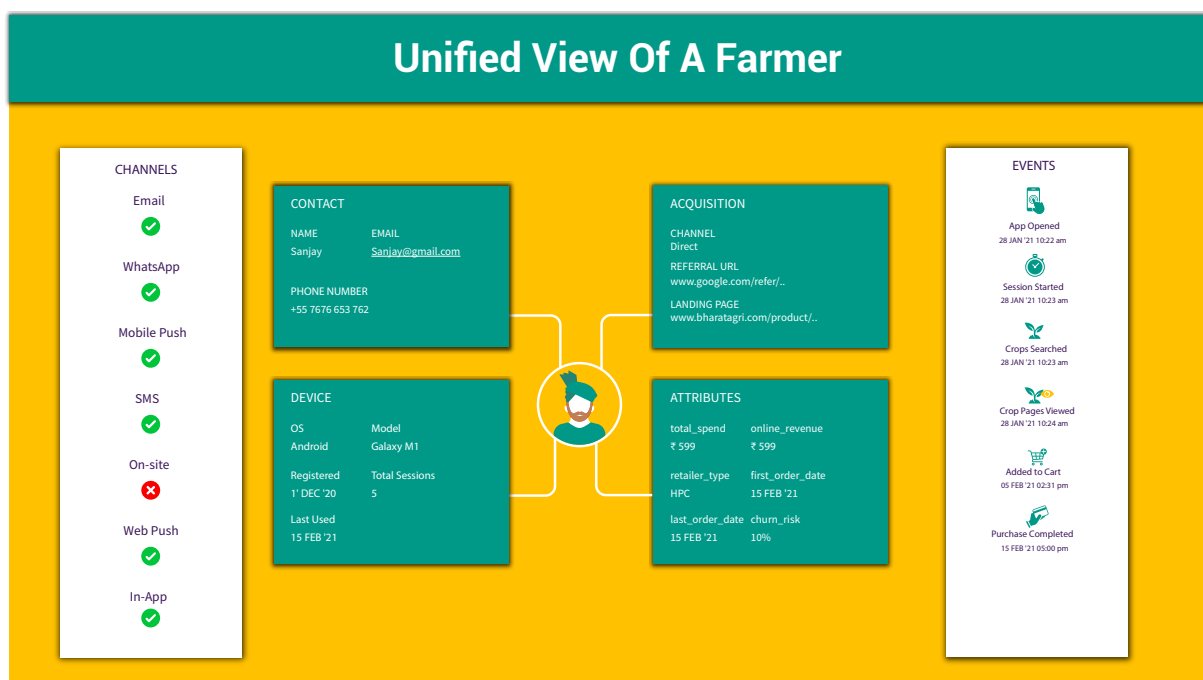 Unified View Of A Farmer
CHANNELS
Email
WhatsApp
Mobile Push
SMS
On-site
Web Push
In-App
CONTACT
NAME EMAIL
Sanjay Sanjay@gmail.com
PHONE NUMBER
+55 7676 653 762
DEVICE
OS Model
Android Galaxy M1
Registered Total Sessions
1' DEC '20 5
Last Used
15 FEB '21
ACQUISITION
CHANNEL
Direct
REFERRAL URL
www.google.com/refer/..
LANDING PAGE
www.bharatagri.com/product/..
ATTRIBUTES
total_spend online_revenue
₹ 599 ₹ 599
retailer_type first_order_date
HPC 15 FEB '21
last_order_date churn_risk
15 FEB '21 10%
EVENTS
App Opened
28 JAN '21 10:22 am
Session Started
28 JAN '21 10:23 am
Crops Searched
28 JAN '21 10:23 am
Crop Pages Viewed
28 JAN '21 10:24 am
Added to Cart
05 FEB '21 02:31 pm
Purchase Completed
15 FEB '21 05:00 pm